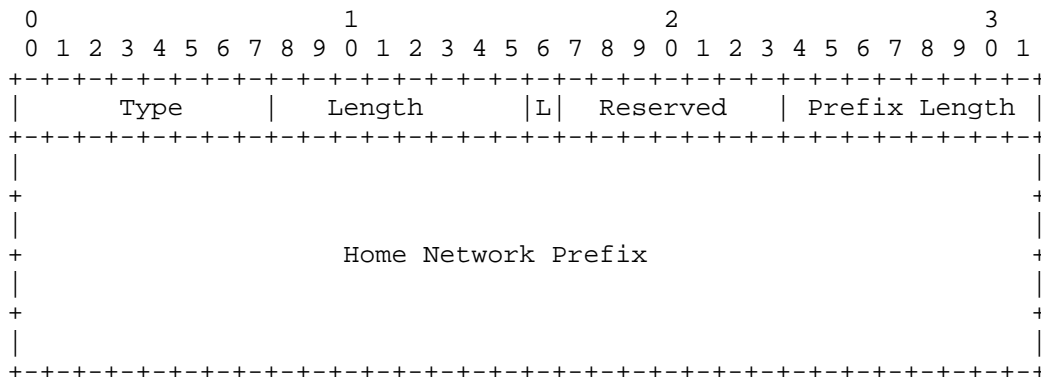 0                   1                   2                   3
 0 1 2 3 4 5 6 7 8 9 0 1 2 3 4 5 6 7 8 9 0 1 2 3 4 5 6 7 8 9 0 1
+-+-+-+-+-+-+-+-+-+-+-+-+-+-+-+-+-+-+-+-+-+-+-+-+-+-+-+-+-+-+-+-+
|      Type     |   Length      |L|  Reserved   | Prefix Length |
+-+-+-+-+-+-+-+-+-+-+-+-+-+-+-+-+-+-+-+-+-+-+-+-+-+-+-+-+-+-+-+-+
|                                                               |
+                                                               +
|                                                               |
+                    Home Network Prefix                        +
|                                                               |
+                                                               +
|                                                               |
+-+-+-+-+-+-+-+-+-+-+-+-+-+-+-+-+-+-+-+-+-+-+-+-+-+-+-+-+-+-+-+-+